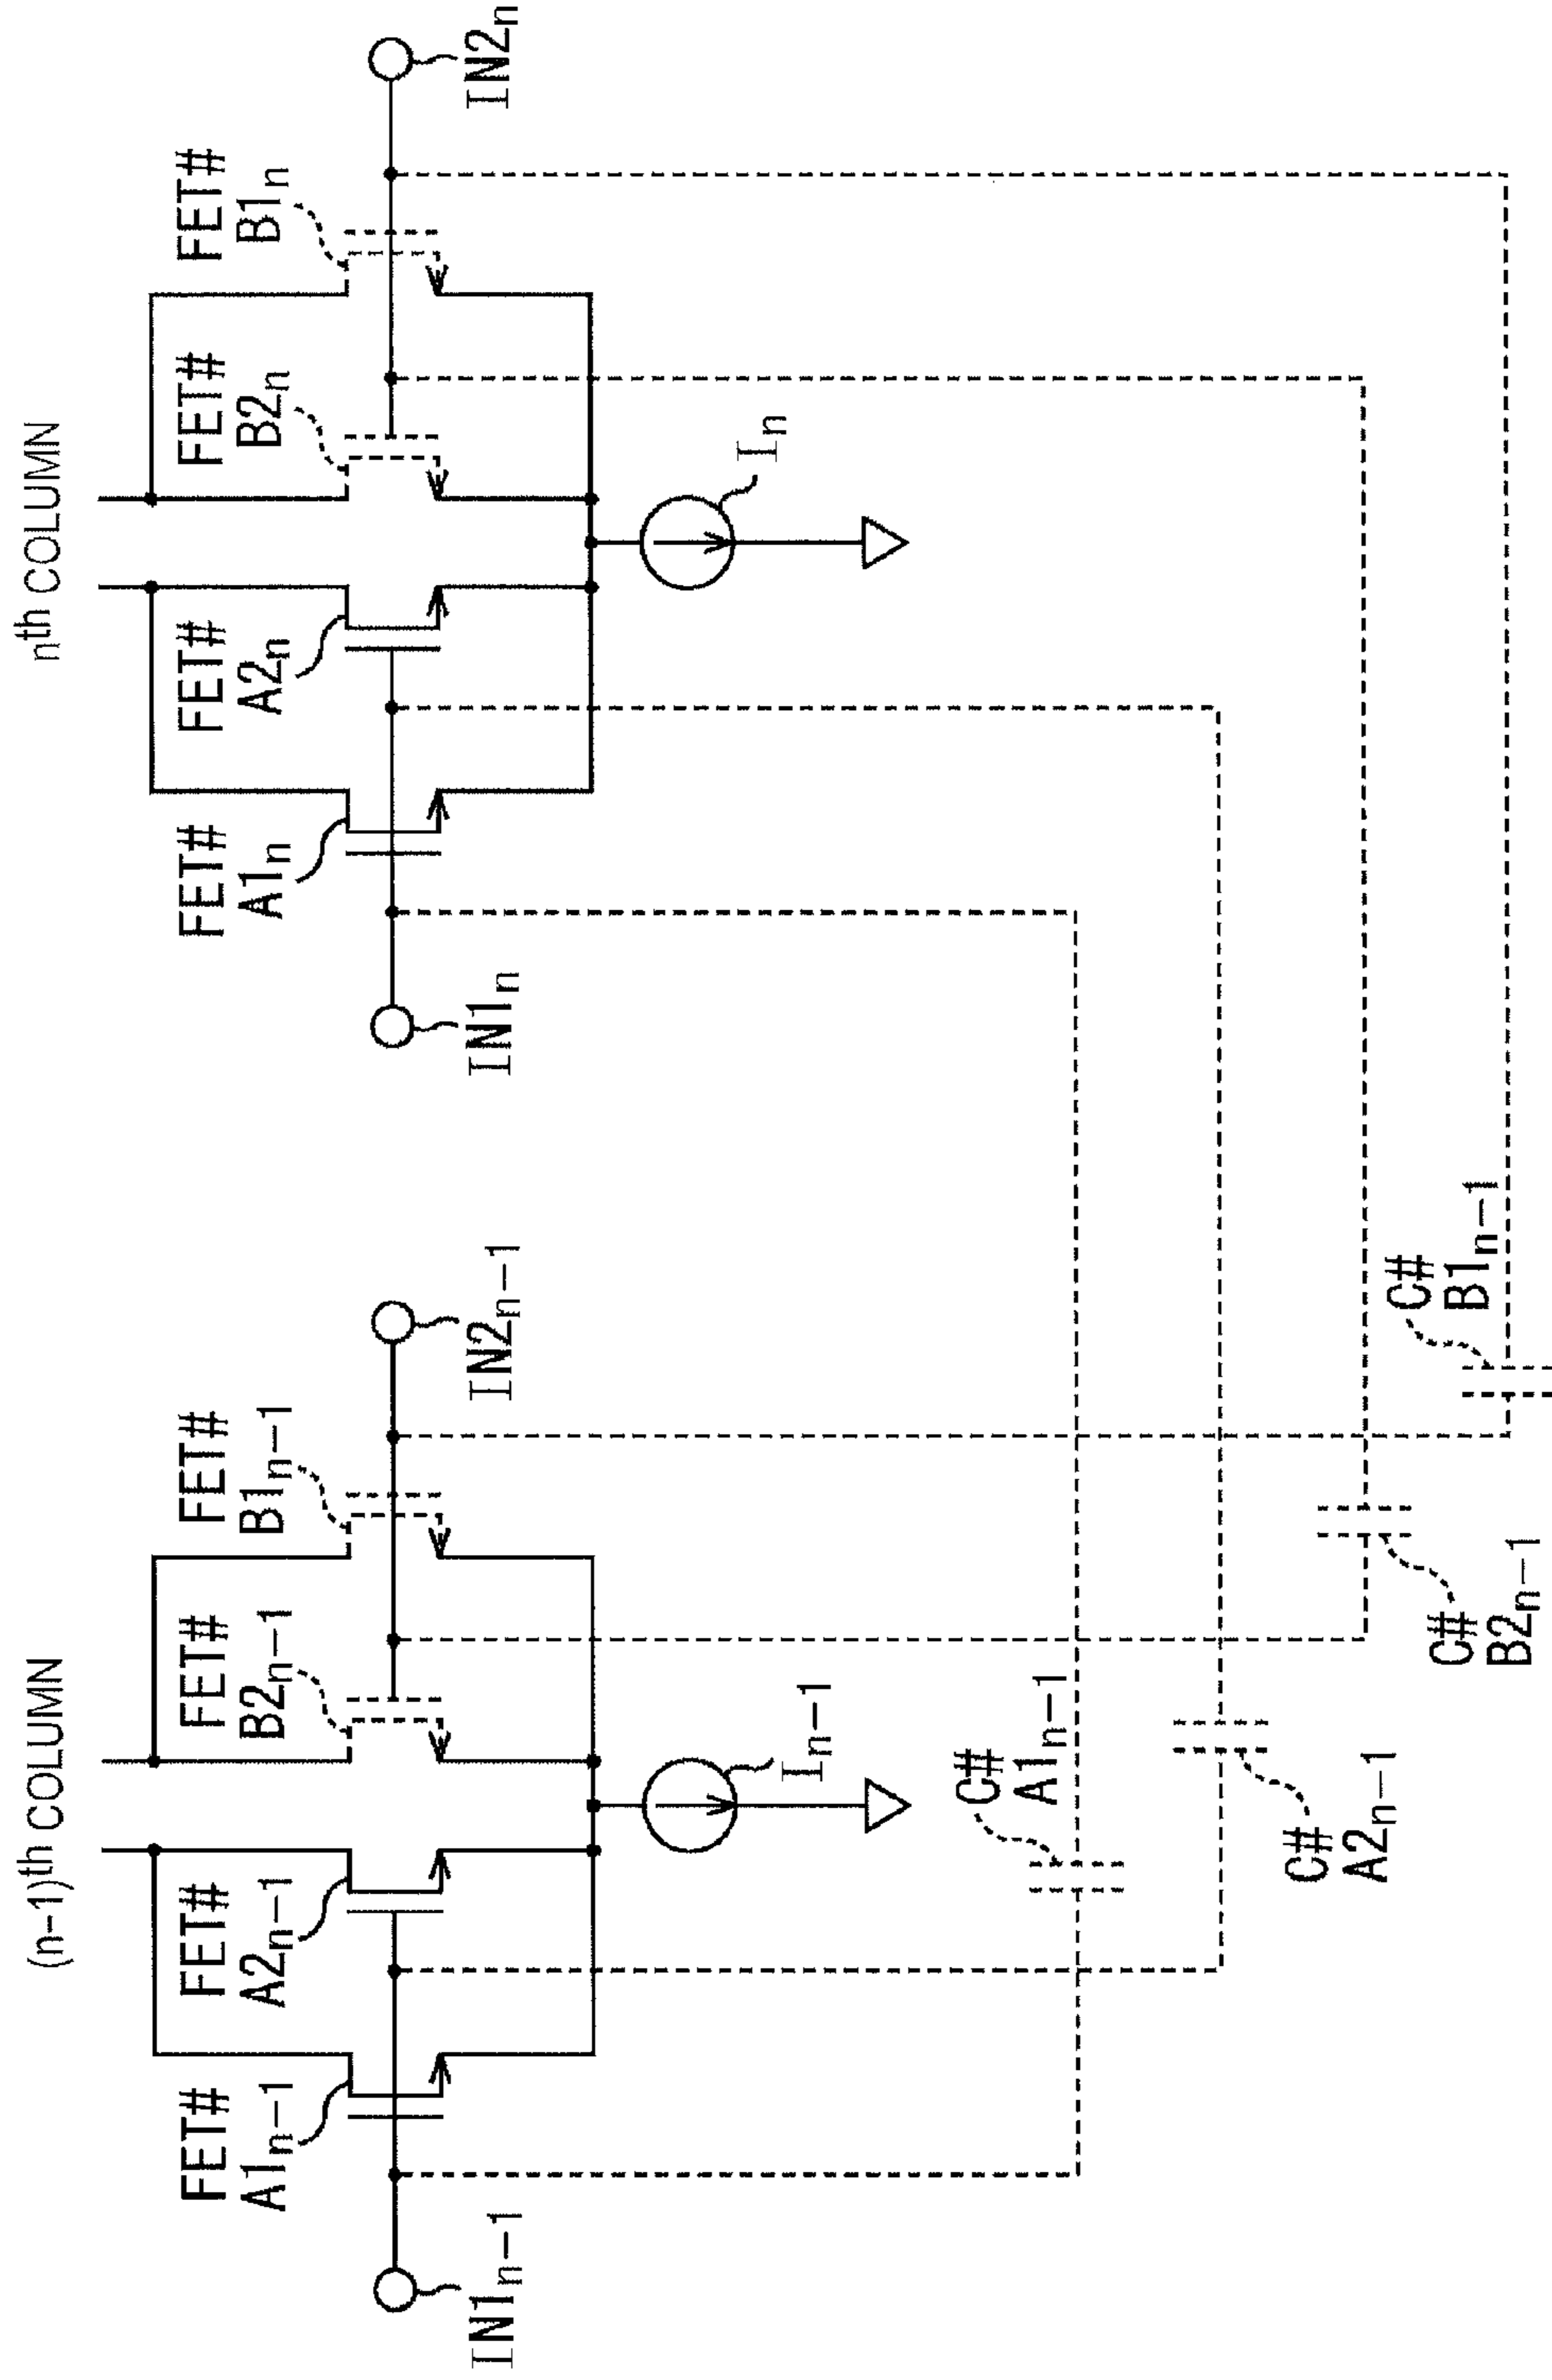 (n-1)th COLUMN
FET#
A1n-1
FET#
A2n-1
FET#
B2n-1
FET#
B1n-1
IN1n-1
IN2n-1
In-1
nth COLUMN
FET#
A1n
FET#
A2n
FET#
B2n
FET#
B1n
IN1n
IN2n
In
C#
A1n-1
C#
A2n-1
C#
B2n-1
C#
B1n-1